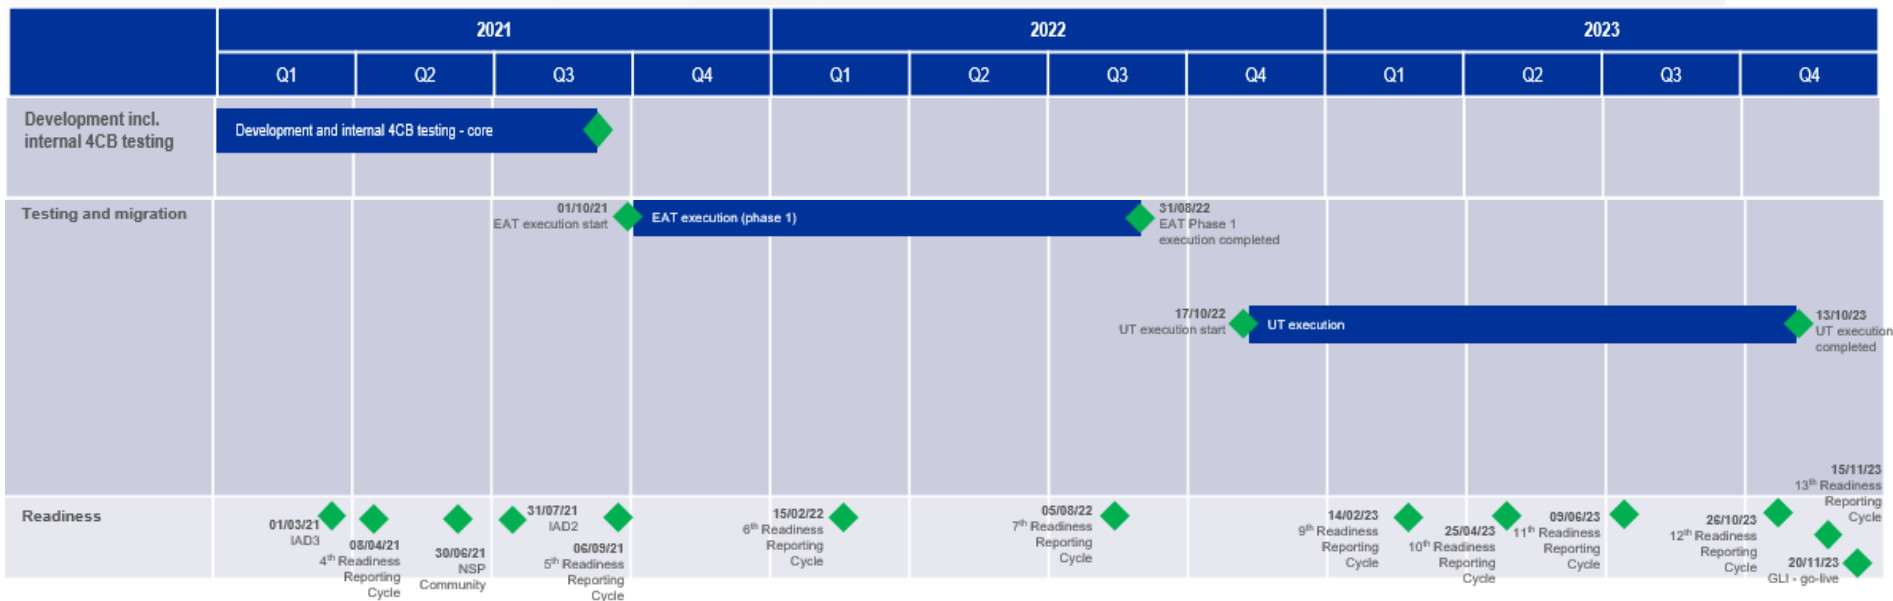 2021
2022
2023
Q1
Q2
Q3
Q4
Q1
Q2
Q3
Q4
Q1
Q2
Q3
Q4
Development incl.
internal 4CB testing
Development and internal 4CB testing - core
Testing and migration
01/10/21
EAT execution start
EAT execution (phase 1)
31/08/22
EAT Phase 1
execution completed
17/10/22
UT execution start
UT execution
13/10/23
UT execution
completed
Readiness
01/03/21
IAD3
08/04/21
4th Readiness
Reporting
Cycle
30/06/21
NSP
Community
31/07/21
IAD2
06/09/21
5th Readiness
Reporting
Cycle
15/02/22
6th Readiness
Reporting
Cycle
05/08/22
7th Readiness
Reporting
Cycle
14/02/23
9th Readiness
Reporting
Cycle
25/04/23
10th Readiness
Reporting
Cycle
09/06/23
11th Readiness
Reporting
Cycle
26/10/23
12th Readiness
Reporting
Cycle
15/11/23
13th Readiness
Reporting
Cycle
20/11/23
GLI - go-live